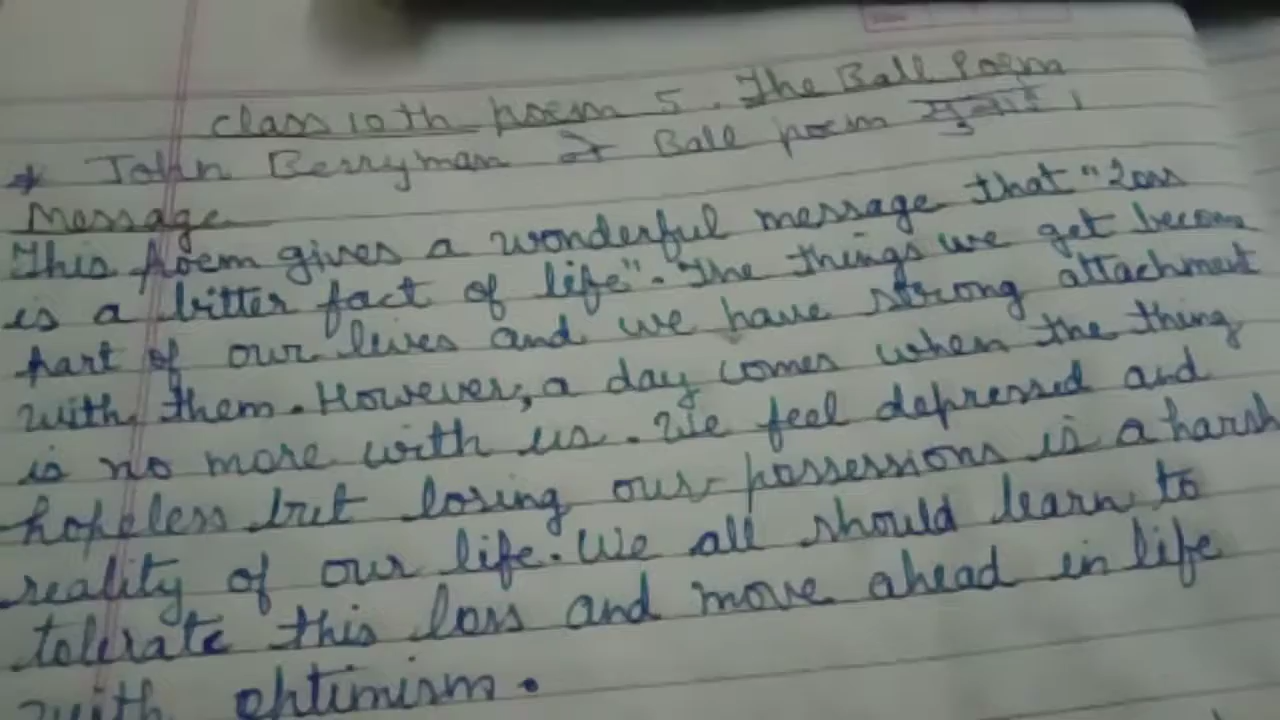 class 10th poem 5. The Ball Poem
* John Berryman ने Ball poem सुनाई।
Message
This poem gives a wonderful message that "Loss
is a bitter fact of life". The things we get become
part of our lives and we have strong attachment
with them. However, a day comes when the thing
is no more with us. We feel depressed and
hopeless but losing our possessions is a harsh
reality of our life. We all should learn to
tolerate this loss and move ahead in life
with optimism.